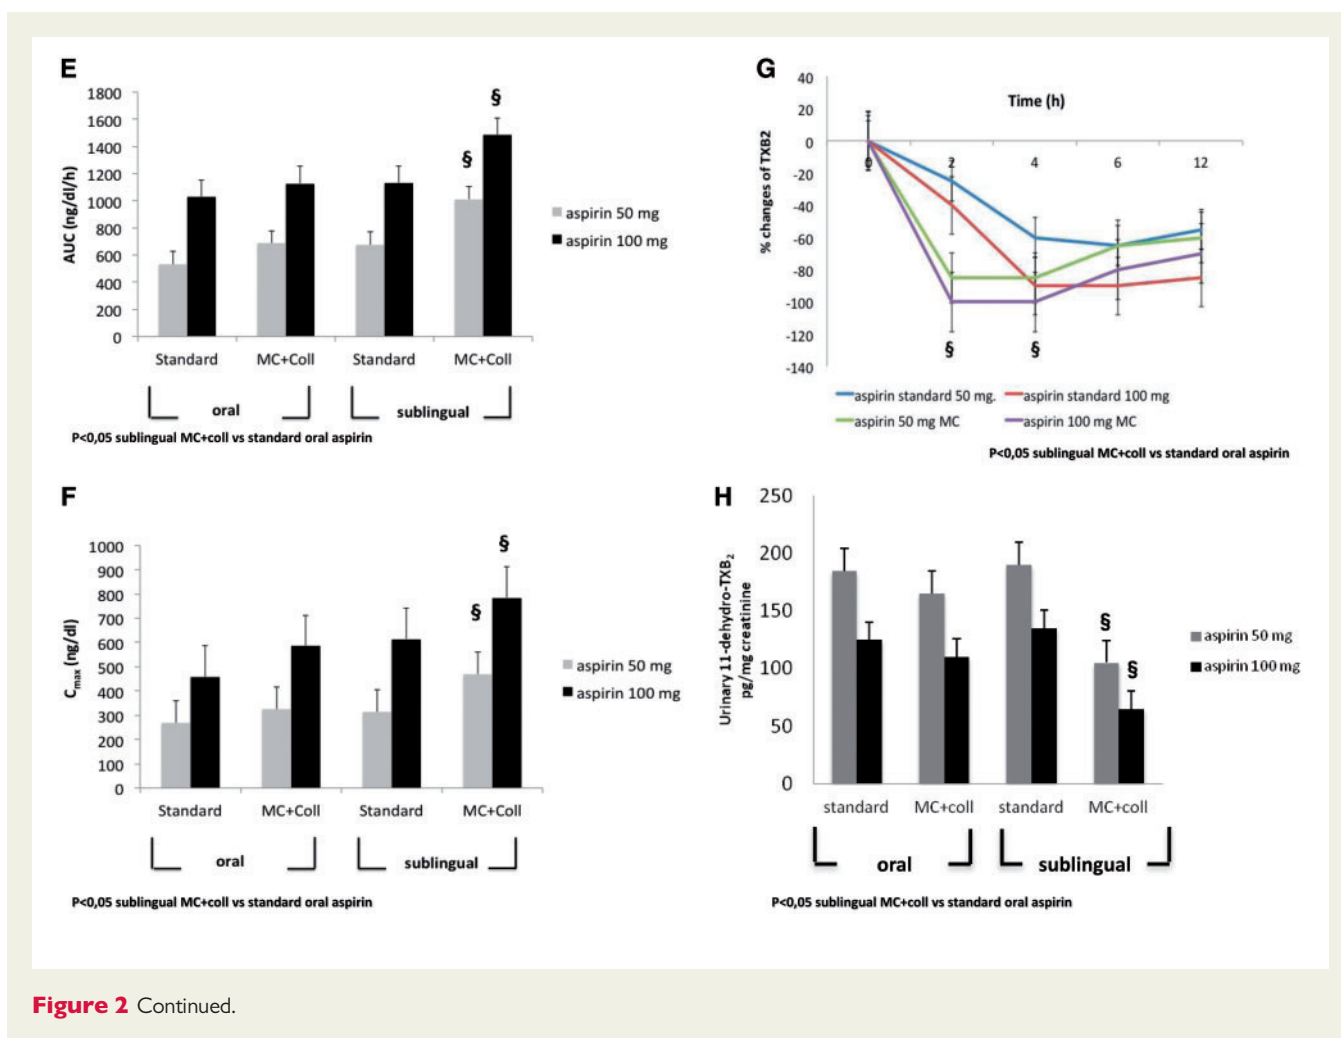 E
1800
1600
1400
1200
1000
800
600
400
200
0
AUC (ng/dl/h)
§
§
aspirin 50 mg
aspirin 100 mg
Standard MC+Coll Standard MC+Coll
oral sublingual
P<0,05 sublingual MC+coll vs standard oral aspirin
G
40
20
0
-20
-40
-60
-80
-100
-120
-140
% changes of TXB2
Time (h)
0 2 4 6 12
§ §
aspirin standard 50 mg. aspirin standard 100 mg
aspirin 50 mg MC aspirin 100 mg MC
P<0,05 sublingual MC+coll vs standard oral aspirin
F
1000
900
800
700
600
500
400
300
200
100
0
Cmax (ng/dl)
§
§
aspirin 50 mg
aspirin 100 mg
Standard MC+Coll Standard MC+Coll
oral sublingual
P<0,05 sublingual MC+coll vs standard oral aspirin
H
250
200
150
100
50
0
Urinary 11-dehydro-TXB2
pg/mg creatinine
§
§
aspirin 50 mg
aspirin 100 mg
standard MC+coll standard MC+coll
oral sublingual
P<0,05 sublingual MC+coll vs standard oral aspirin
Figure 2 Continued.